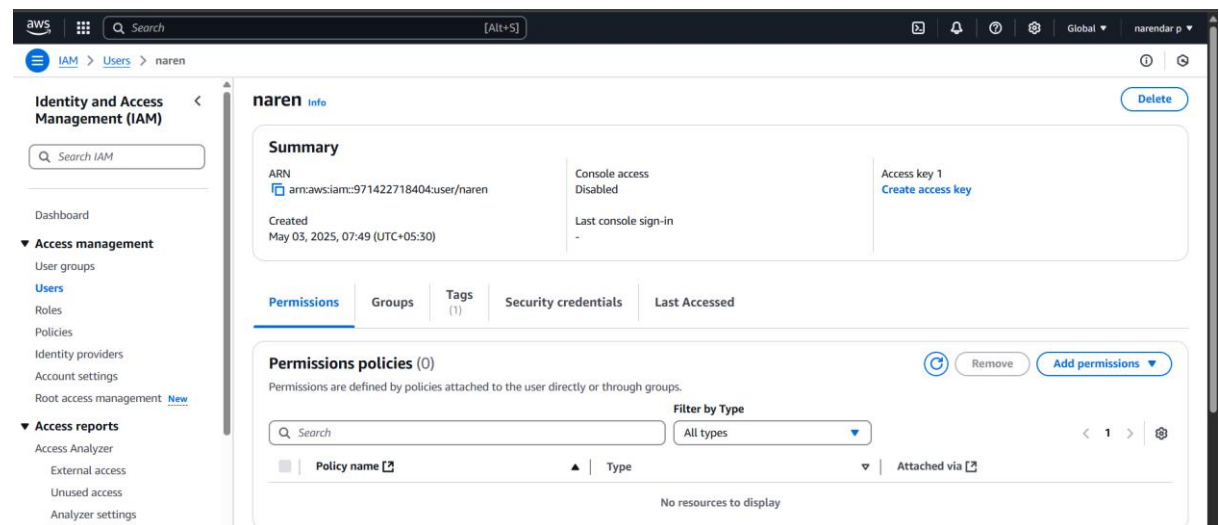 aws
Search [Alt+S] Global ▼ narendar p ▼
IAM > Users > naren
Identity and Access
Management (IAM)
Search IAM
Dashboard
▼ Access management
User groups
Users
Roles
Policies
Identity providers
Account settings
Root access management New
▼ Access reports
Access Analyzer
External access
Unused access
Analyzer settings
naren Info
Delete
Summary
ARN
arn:aws:iam::971422718404:user/naren
Created
May 03, 2025, 07:49 (UTC+05:30)
Console access
Disabled
Last console sign-in
-
Access key 1
Create access key
Permissions
Groups
Tags
(1)
Security credentials
Last Accessed
Permissions policies (0)
Remove
Add permissions ▼
Permissions are defined by policies attached to the user directly or through groups.
Filter by Type
Search
All types
< 1 >
Policy name
Type
Attached via
No resources to display